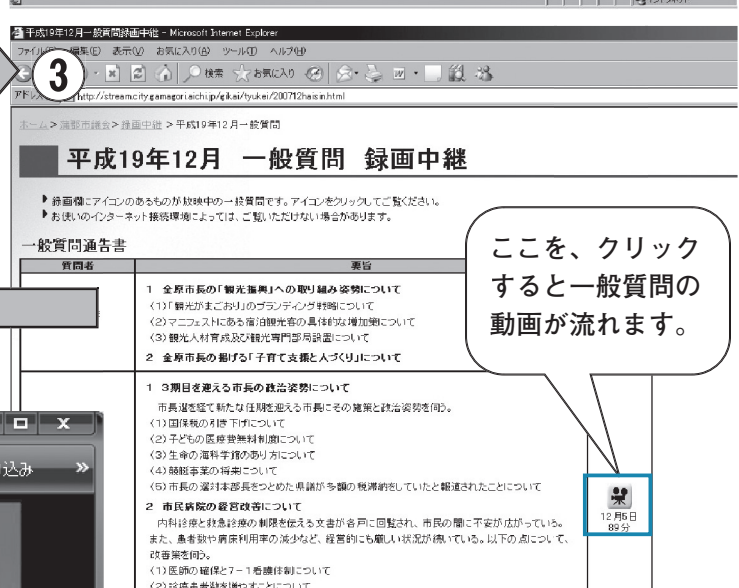 平成19年12月一般質問録画中継 - Microsoft Internet Explorer
編集(E) 表示(V) お気に入り(A) ツール(T) ヘルプ(H)
3
検索 お気に入り
http://stream.city.gamagori.aichi.jp/gikai/tyukei/200712haisin.html
ホーム > 蒲郡市議会 > 録画中継 > 平成19年12月一般質問
平成19年12月 一般質問 録画中継
録画欄にアイコンのあるものが放映中の一般質問です。アイコンをクリックしてご覧ください。
お使いのインターネット接続環境によっては、ご覧いただけない場合があります。
一般質問通告書
質問者 要旨
ここを、クリック
すると一般質問の
動画が流れます。
1 金原市長の「観光振興」への取り組み姿勢について
(1)「観光がまごおり」のブランディング戦略について
(2)マニフェストにある宿泊観光客の具体的な増加策について
(3)観光人材育成及び観光専門部局設置について
2 金原市長の掲げる「子育て支援と人づくり」について
1 3期目を迎える市長の政治姿勢について
市長選を経て新たな任期を迎える市長にその施策と政治姿勢を伺う。
(1)国保税の引き下げについて
(2)子どもの医療費無料制度について
(3)生命の海科学館のあり方について
(4)競艇事業の将来について
(5)市長の選対本部長をつとめた県議が多額の税滞納をしていたと報道されたことについて
2 市民病院の経営改善について
内科診療と救急診療の制限を伝える文書が各戸に回覧され、市民の間に不安が広がっている。
また、患者数や病床利用率の減少など、経営的にも厳しい状況が続いている。以下の点について、
改善策を伺う。
(1)医師の確保と7-1看護体制について
(2)診療患者数を増やすことについて
12月5日
89分
込み »